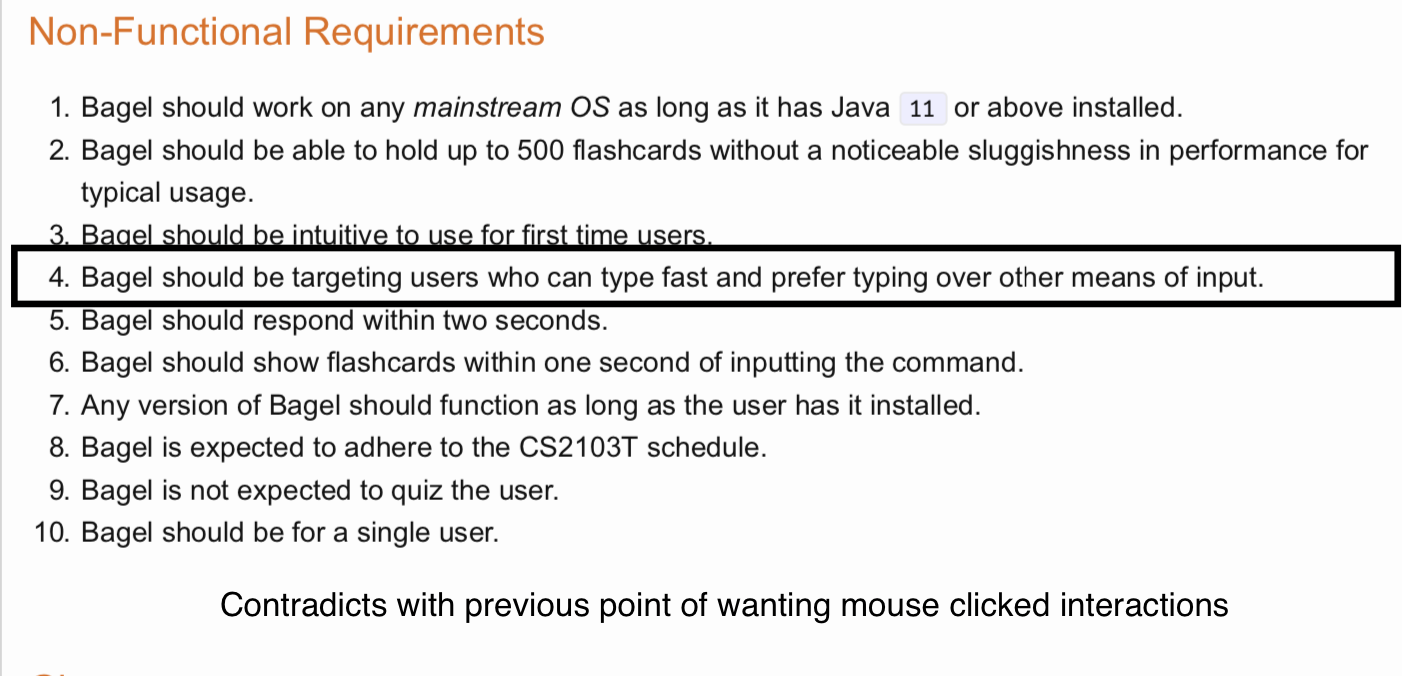 Non-Functional Requirements
1. Bagel should work on any mainstream OS as long as it has Java 11 or above installed.
2. Bagel should be able to hold up to 500 flashcards without a noticeable sluggishness in performance for
typical usage.
3. Bagel should be intuitive to use for first time users.
4. Bagel should be targeting users who can type fast and prefer typing over other means of input.
5. Bagel should respond within two seconds.
6. Bagel should show flashcards within one second of inputting the command.
7. Any version of Bagel should function as long as the user has it installed.
8. Bagel is expected to adhere to the CS2103T schedule.
9. Bagel is not expected to quiz the user.
10. Bagel should be for a single user.
Contradicts with previous point of wanting mouse clicked interactions